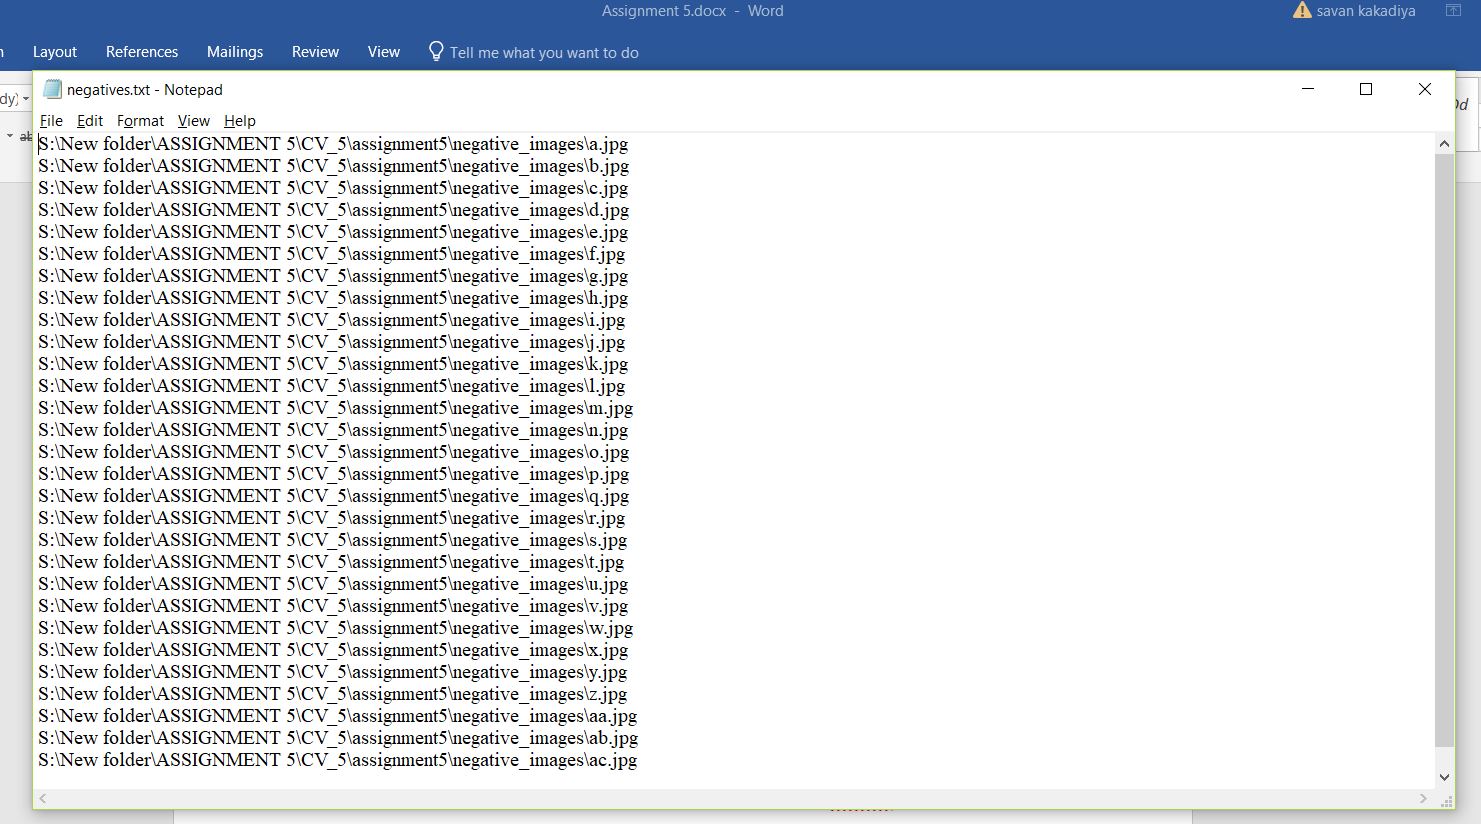 Assignment 5.docx - Word
savan kakadiya
Layout References Mailings Review View Tell me what you want to do
negatives.txt - Notepad
File Edit Format View Help
S:\New folder\ASSIGNMENT 5\CV_5\assignment5\negative_images\a.jpg
S:\New folder\ASSIGNMENT 5\CV_5\assignment5\negative_images\b.jpg
S:\New folder\ASSIGNMENT 5\CV_5\assignment5\negative_images\c.jpg
S:\New folder\ASSIGNMENT 5\CV_5\assignment5\negative_images\d.jpg
S:\New folder\ASSIGNMENT 5\CV_5\assignment5\negative_images\e.jpg
S:\New folder\ASSIGNMENT 5\CV_5\assignment5\negative_images\f.jpg
S:\New folder\ASSIGNMENT 5\CV_5\assignment5\negative_images\g.jpg
S:\New folder\ASSIGNMENT 5\CV_5\assignment5\negative_images\h.jpg
S:\New folder\ASSIGNMENT 5\CV_5\assignment5\negative_images\i.jpg
S:\New folder\ASSIGNMENT 5\CV_5\assignment5\negative_images\j.jpg
S:\New folder\ASSIGNMENT 5\CV_5\assignment5\negative_images\k.jpg
S:\New folder\ASSIGNMENT 5\CV_5\assignment5\negative_images\l.jpg
S:\New folder\ASSIGNMENT 5\CV_5\assignment5\negative_images\m.jpg
S:\New folder\ASSIGNMENT 5\CV_5\assignment5\negative_images\n.jpg
S:\New folder\ASSIGNMENT 5\CV_5\assignment5\negative_images\o.jpg
S:\New folder\ASSIGNMENT 5\CV_5\assignment5\negative_images\p.jpg
S:\New folder\ASSIGNMENT 5\CV_5\assignment5\negative_images\q.jpg
S:\New folder\ASSIGNMENT 5\CV_5\assignment5\negative_images\r.jpg
S:\New folder\ASSIGNMENT 5\CV_5\assignment5\negative_images\s.jpg
S:\New folder\ASSIGNMENT 5\CV_5\assignment5\negative_images\t.jpg
S:\New folder\ASSIGNMENT 5\CV_5\assignment5\negative_images\u.jpg
S:\New folder\ASSIGNMENT 5\CV_5\assignment5\negative_images\v.jpg
S:\New folder\ASSIGNMENT 5\CV_5\assignment5\negative_images\w.jpg
S:\New folder\ASSIGNMENT 5\CV_5\assignment5\negative_images\x.jpg
S:\New folder\ASSIGNMENT 5\CV_5\assignment5\negative_images\y.jpg
S:\New folder\ASSIGNMENT 5\CV_5\assignment5\negative_images\z.jpg
S:\New folder\ASSIGNMENT 5\CV_5\assignment5\negative_images\aa.jpg
S:\New folder\ASSIGNMENT 5\CV_5\assignment5\negative_images\ab.jpg
S:\New folder\ASSIGNMENT 5\CV_5\assignment5\negative_images\ac.jpg